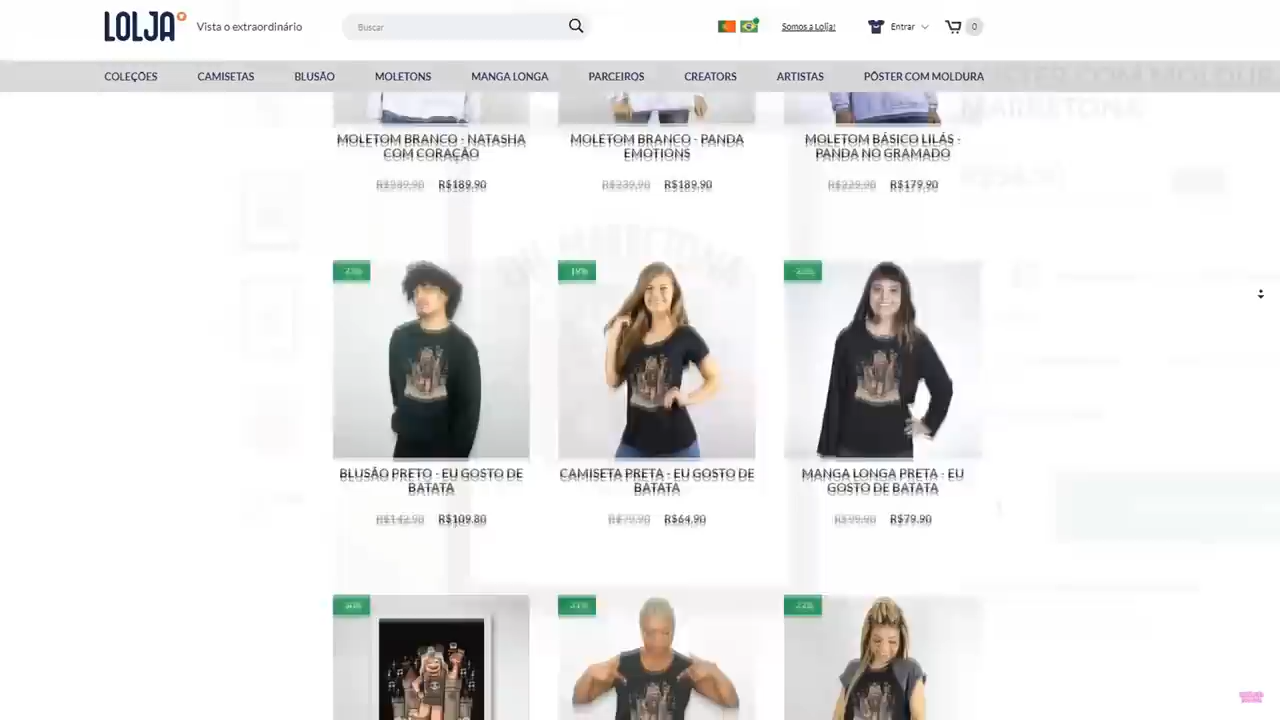 LOLJA
Vista o extraordinário
Buscar
Somos a Lolja!
Entrar
0
COLEÇÕES
CAMISETAS
BLUSÃO
MOLETONS
MANGA LONGA
PARCEIROS
CREATORS
ARTISTAS
PÔSTER COM MOLDURA
MOLETOM BRANCO - NATASHA
COM CORAÇÃO
R$239,90 R$189,90
MOLETOM BRANCO - PANDA
EMOTIONS
R$239,90 R$189,90
MOLETOM BÁSICO LILÁS -
PANDA NO GRAMADO
R$229,90 R$179,90
BLUSÃO PRETO - EU GOSTO DE
BATATA
R$142,90 R$109,80
CAMISETA PRETA - EU GOSTO DE
BATATA
R$79,90 R$64,90
MANGA LONGA PRETA - EU
GOSTO DE BATATA
R$99,90 R$79,90